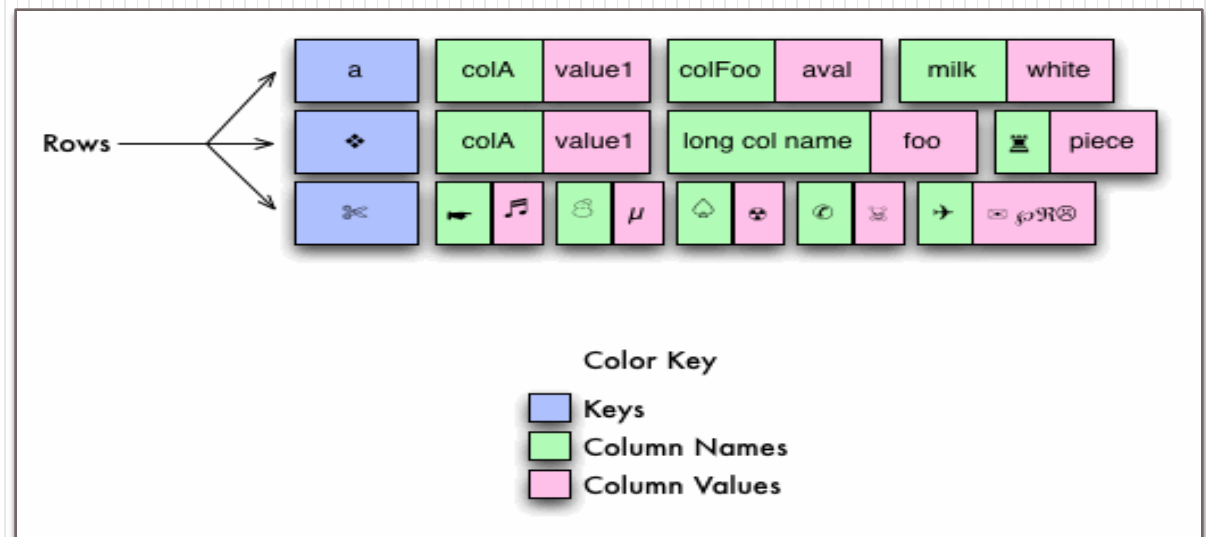 a colA value1 colFoo aval milk white
Rows ❖ colA value1 long col name foo ♜ piece
✄ ☛ ♬ ☃ μ ♤ ☢ ✆ ☠ ✈ ✉ ℘ℜ☹
Color Key
Keys
Column Names
Column Values